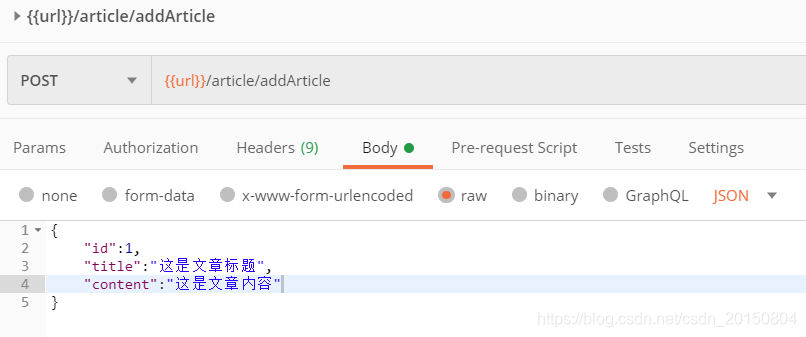 {{url}}/article/addArticle
POST {{url}}/article/addArticle
Params Authorization Headers (9) Body Pre-request Script Tests Settings
none form-data x-www-form-urlencoded raw binary GraphQL JSON
1 {
2 "id":1,
3 "title":"这是文章标题",
4 "content":"这是文章内容"
5 }
https://blog.csdn.net/csdn_20150804